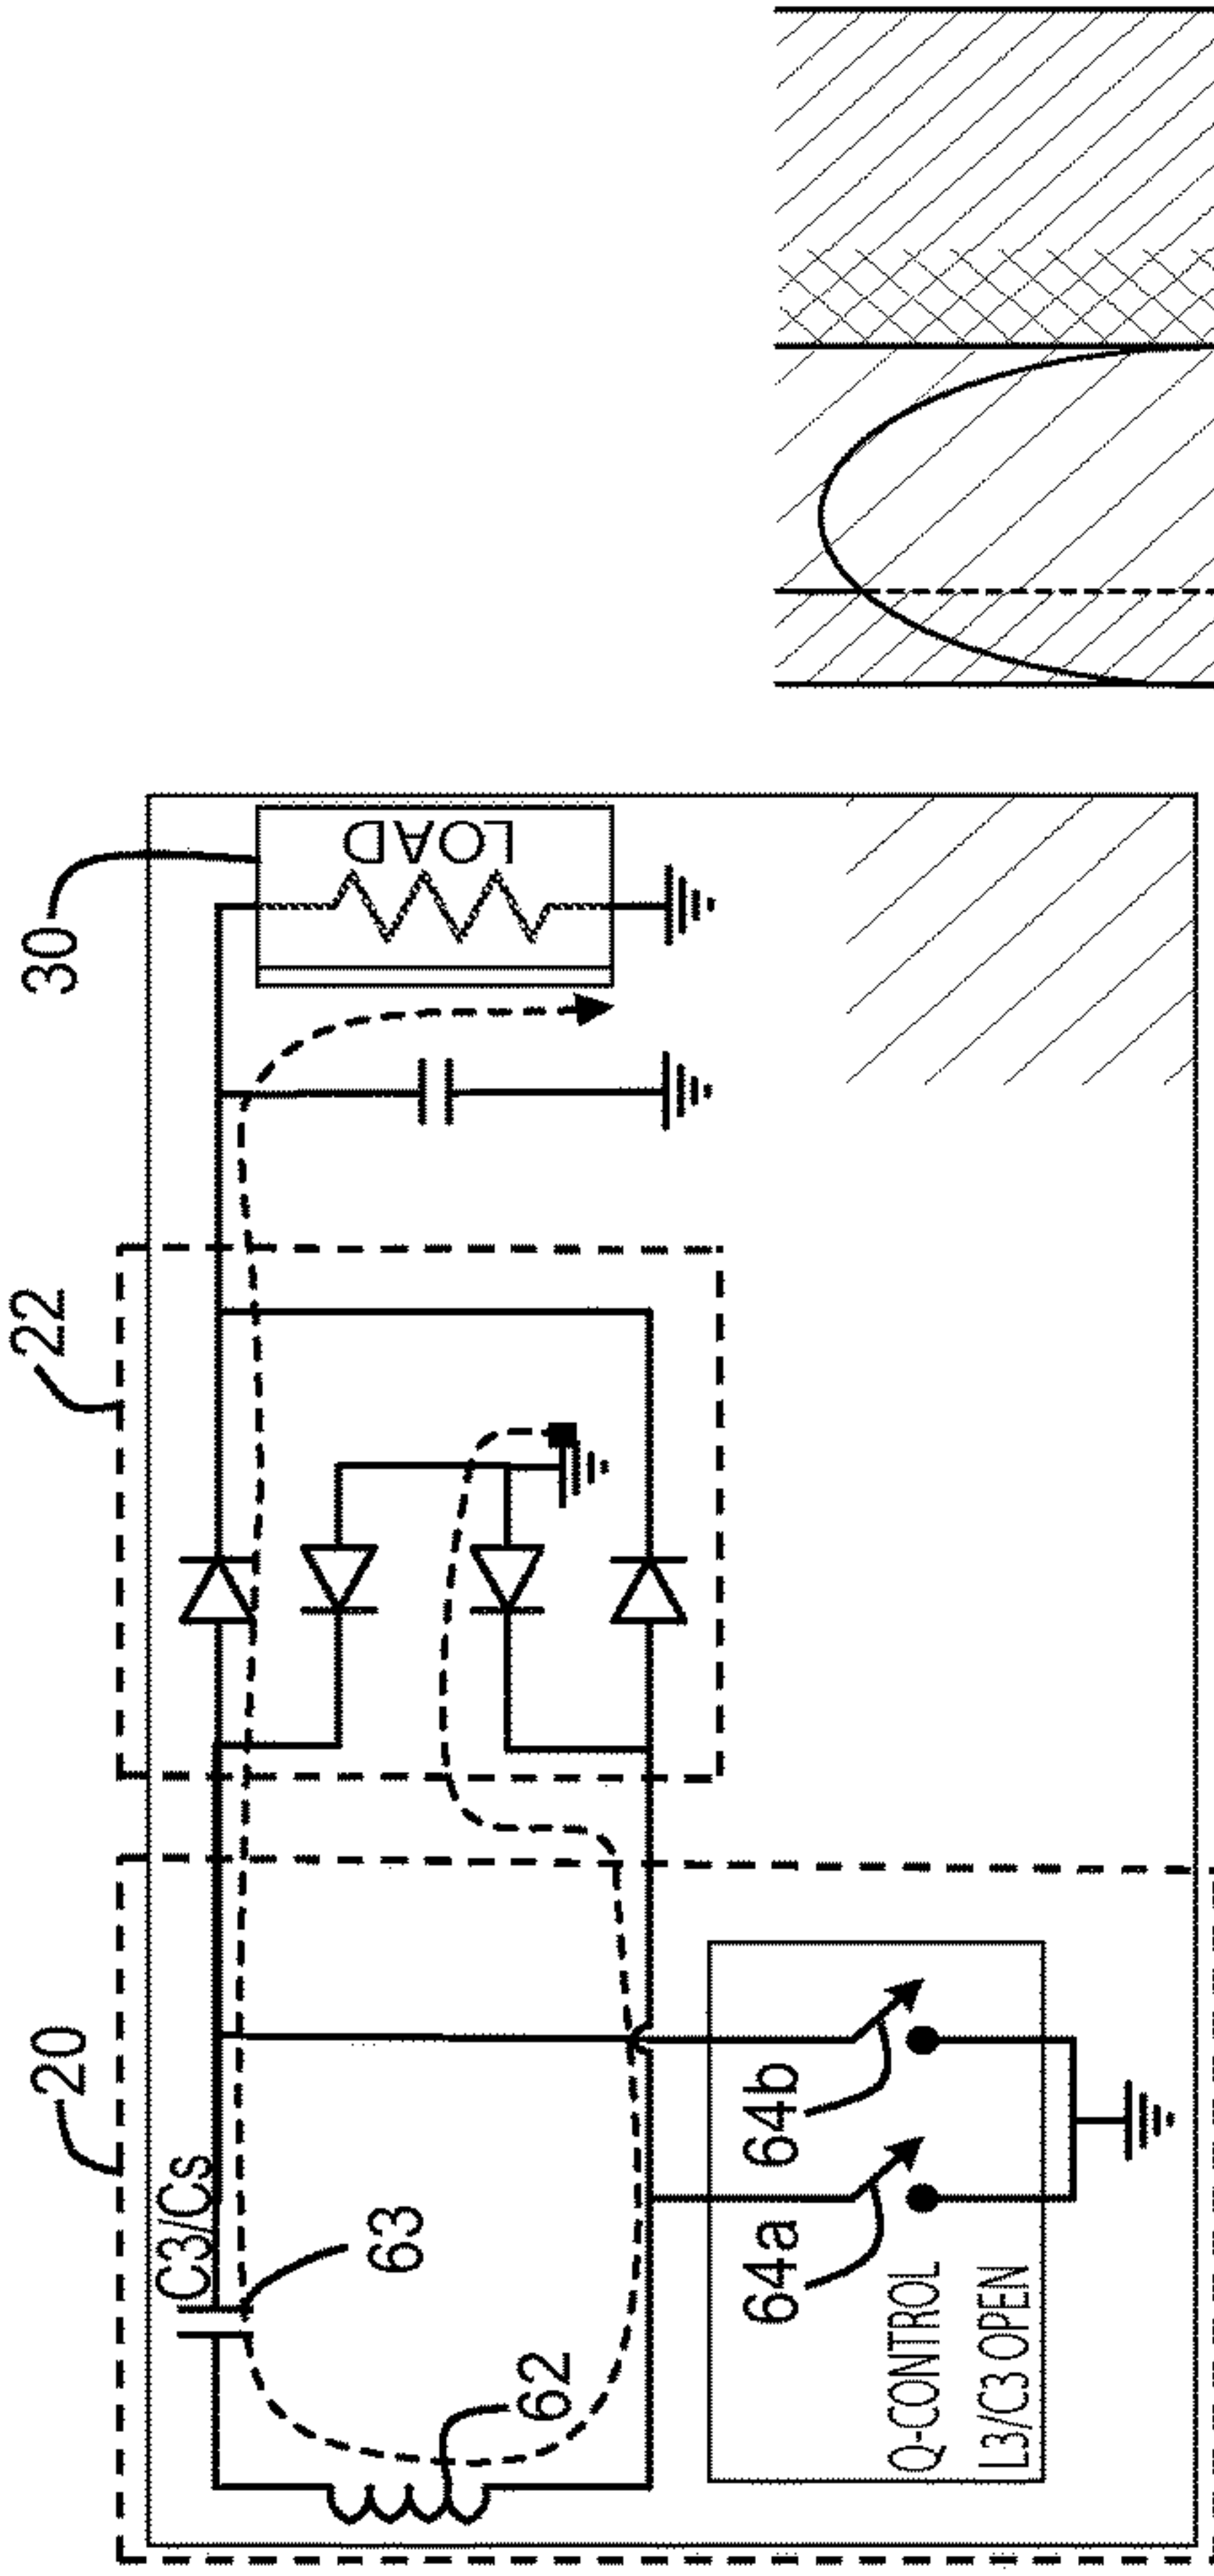 20
22
30
C3/Cs
63
62
LOAD
64a
64b
Q-CONTROL
L3/C3 OPEN